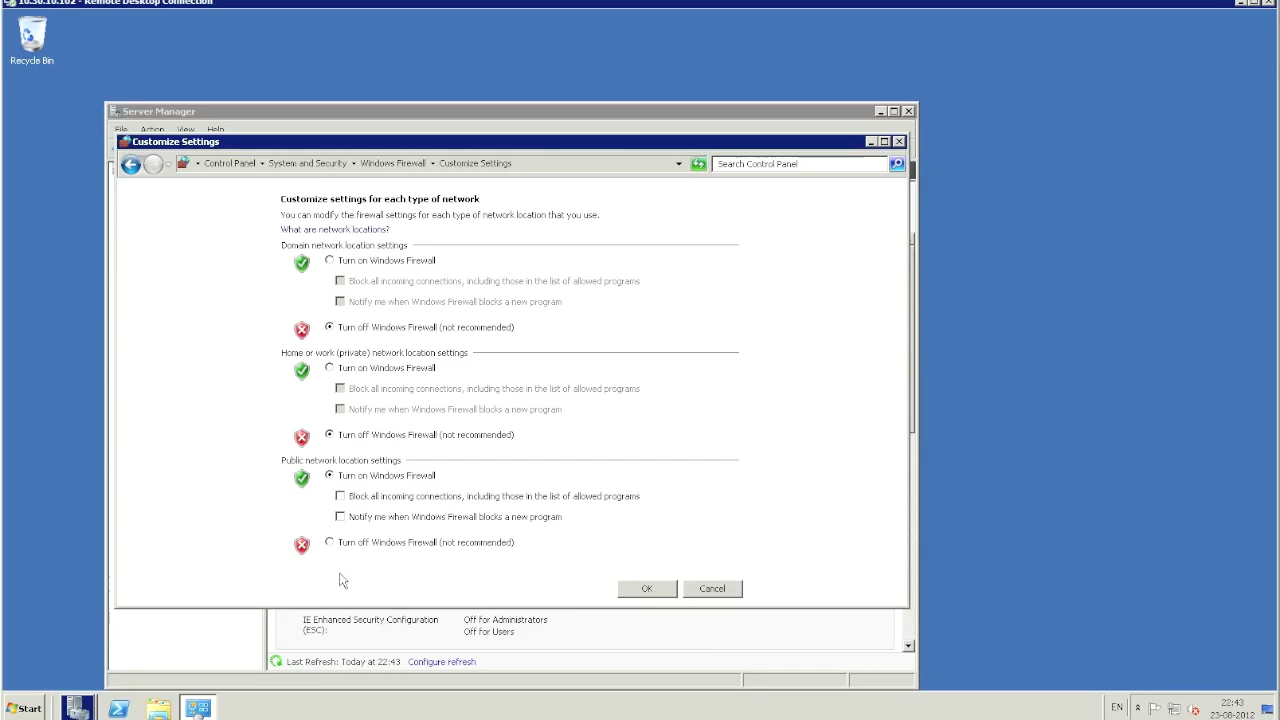 10.30.10.102 - Remote Desktop Connection
Recycle Bin
Server Manager
File Action View Help
Customize Settings
Control Panel System and Security Windows Firewall Customize Settings
Search Control Panel
Customize settings for each type of network
You can modify the firewall settings for each type of network location that you use.
What are network locations?
Domain network location settings
Turn on Windows Firewall
Block all incoming connections, including those in the list of allowed programs
Notify me when Windows Firewall blocks a new program
Turn off Windows Firewall (not recommended)
Home or work (private) network location settings
Turn on Windows Firewall
Block all incoming connections, including those in the list of allowed programs
Notify me when Windows Firewall blocks a new program
Turn off Windows Firewall (not recommended)
Public network location settings
Turn on Windows Firewall
Block all incoming connections, including those in the list of allowed programs
Notify me when Windows Firewall blocks a new program
Turn off Windows Firewall (not recommended)
OK Cancel
IE Enhanced Security Configuration Off for Administrators
(ESC): Off for Users
Last Refresh: Today at 22:43 Configure refresh
Start EN 22:43
23-08-2012